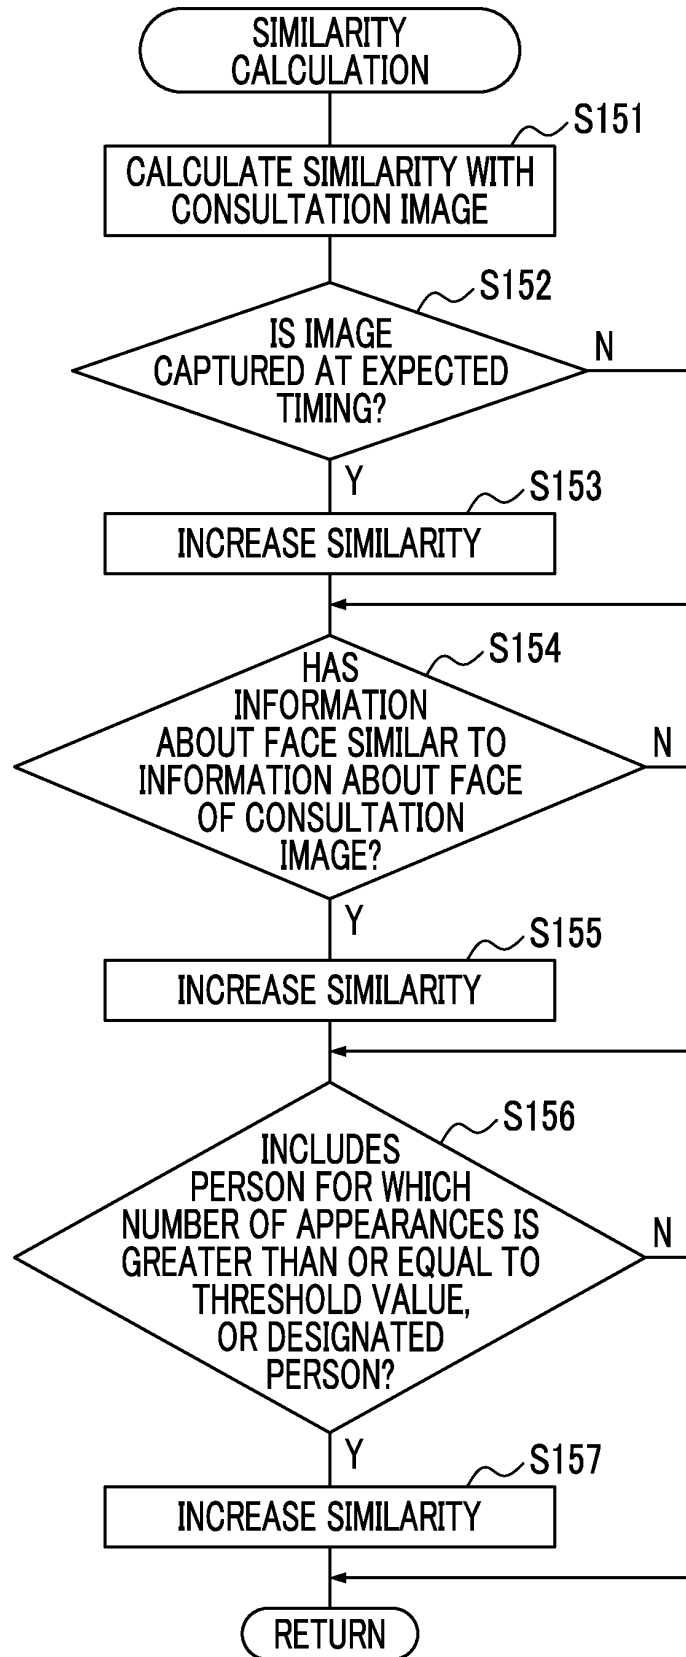 SIMILARITY
CALCULATION
S151
CALCULATE SIMILARITY WITH
CONSULTATION IMAGE
S152
IS IMAGE
CAPTURED AT EXPECTED
TIMING?
N
Y
S153
INCREASE SIMILARITY
S154
HAS
INFORMATION
ABOUT FACE SIMILAR TO
INFORMATION ABOUT FACE
OF CONSULTATION
IMAGE?
N
Y
S155
INCREASE SIMILARITY
S156
INCLUDES
PERSON FOR WHICH
NUMBER OF APPEARANCES IS
GREATER THAN OR EQUAL TO
THRESHOLD VALUE,
OR DESIGNATED
PERSON?
N
Y
S157
INCREASE SIMILARITY
RETURN